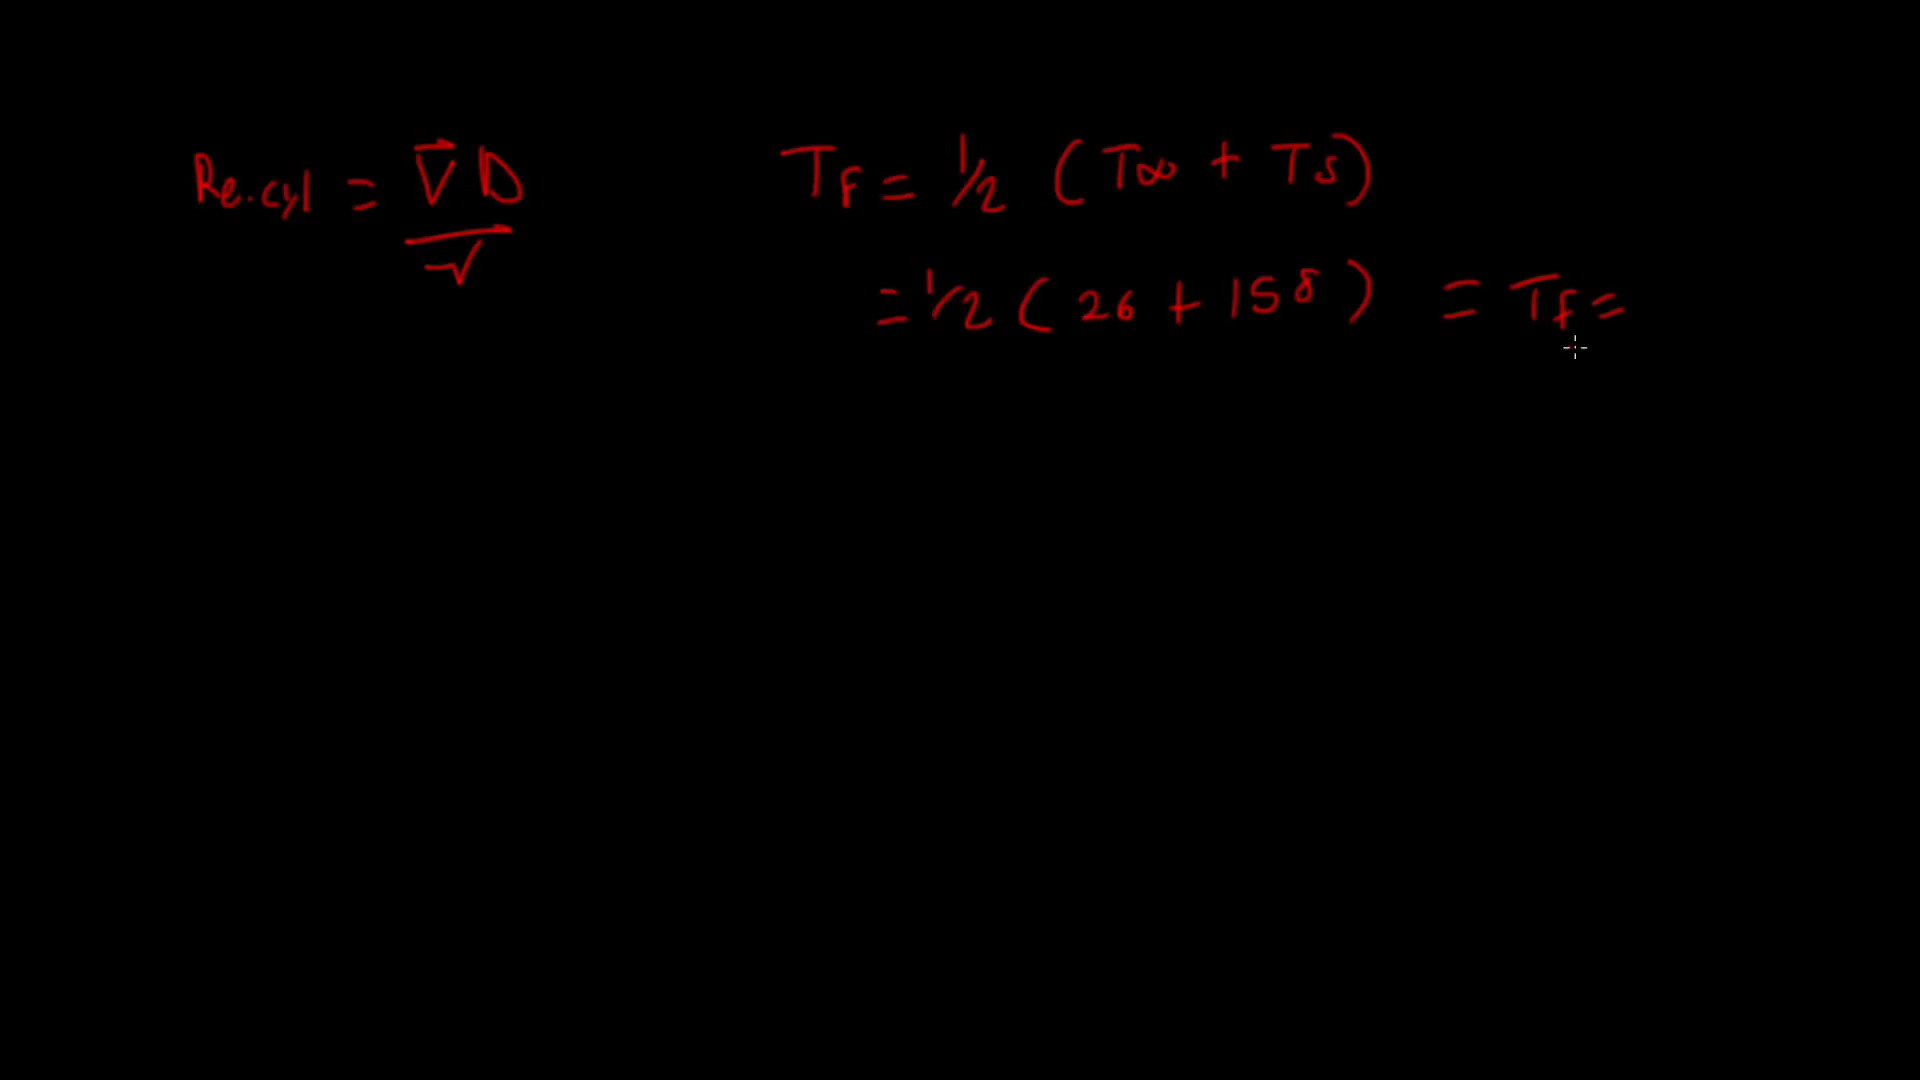 Re.cyl = V̄D / √
TF = 1/2 (T∞ + Ts)
= 1/2 (26 + 158) = Tf =